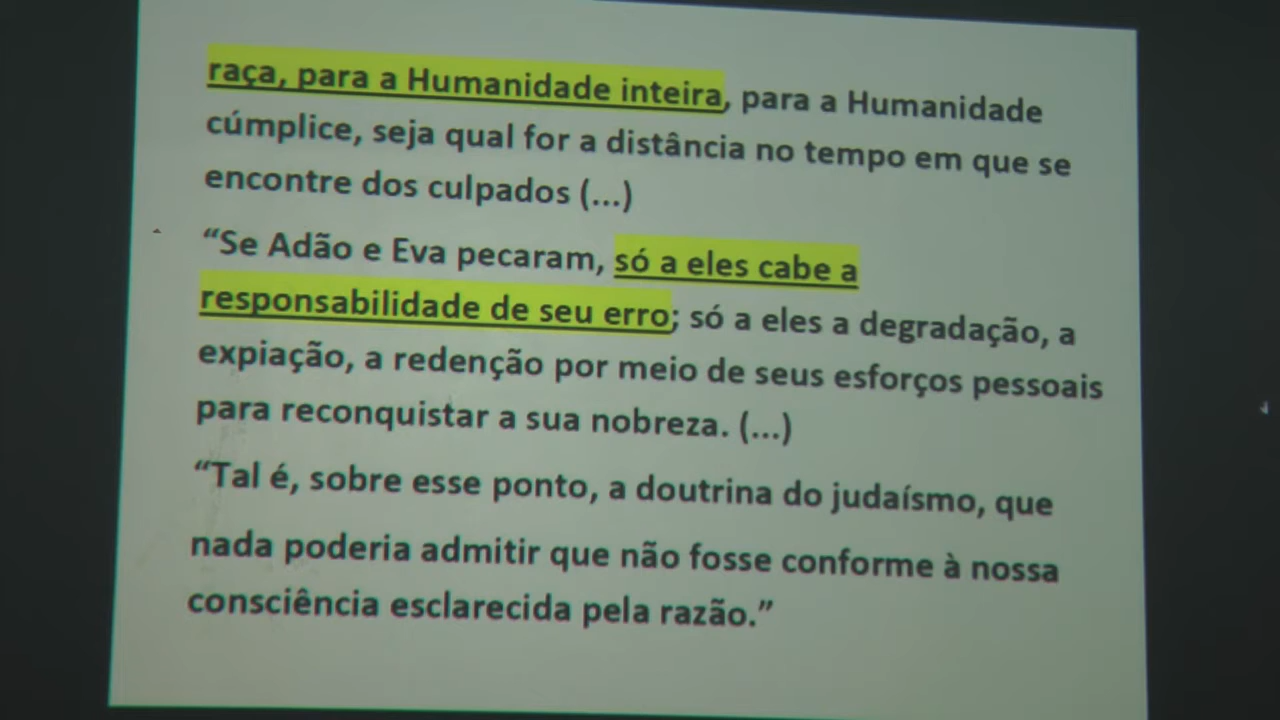 raça, para a Humanidade inteira, para a Humanidade
cúmplice, seja qual for a distância no tempo em que se
encontre dos culpados (...)
“Se Adão e Eva pecaram, só a eles cabe a
responsabilidade de seu erro; só a eles a degradação, a
expiação, a redenção por meio de seus esforços pessoais
para reconquistar a sua nobreza. (...)
“Tal é, sobre esse ponto, a doutrina do judaísmo, que
nada poderia admitir que não fosse conforme à nossa
consciência esclarecida pela razão.”